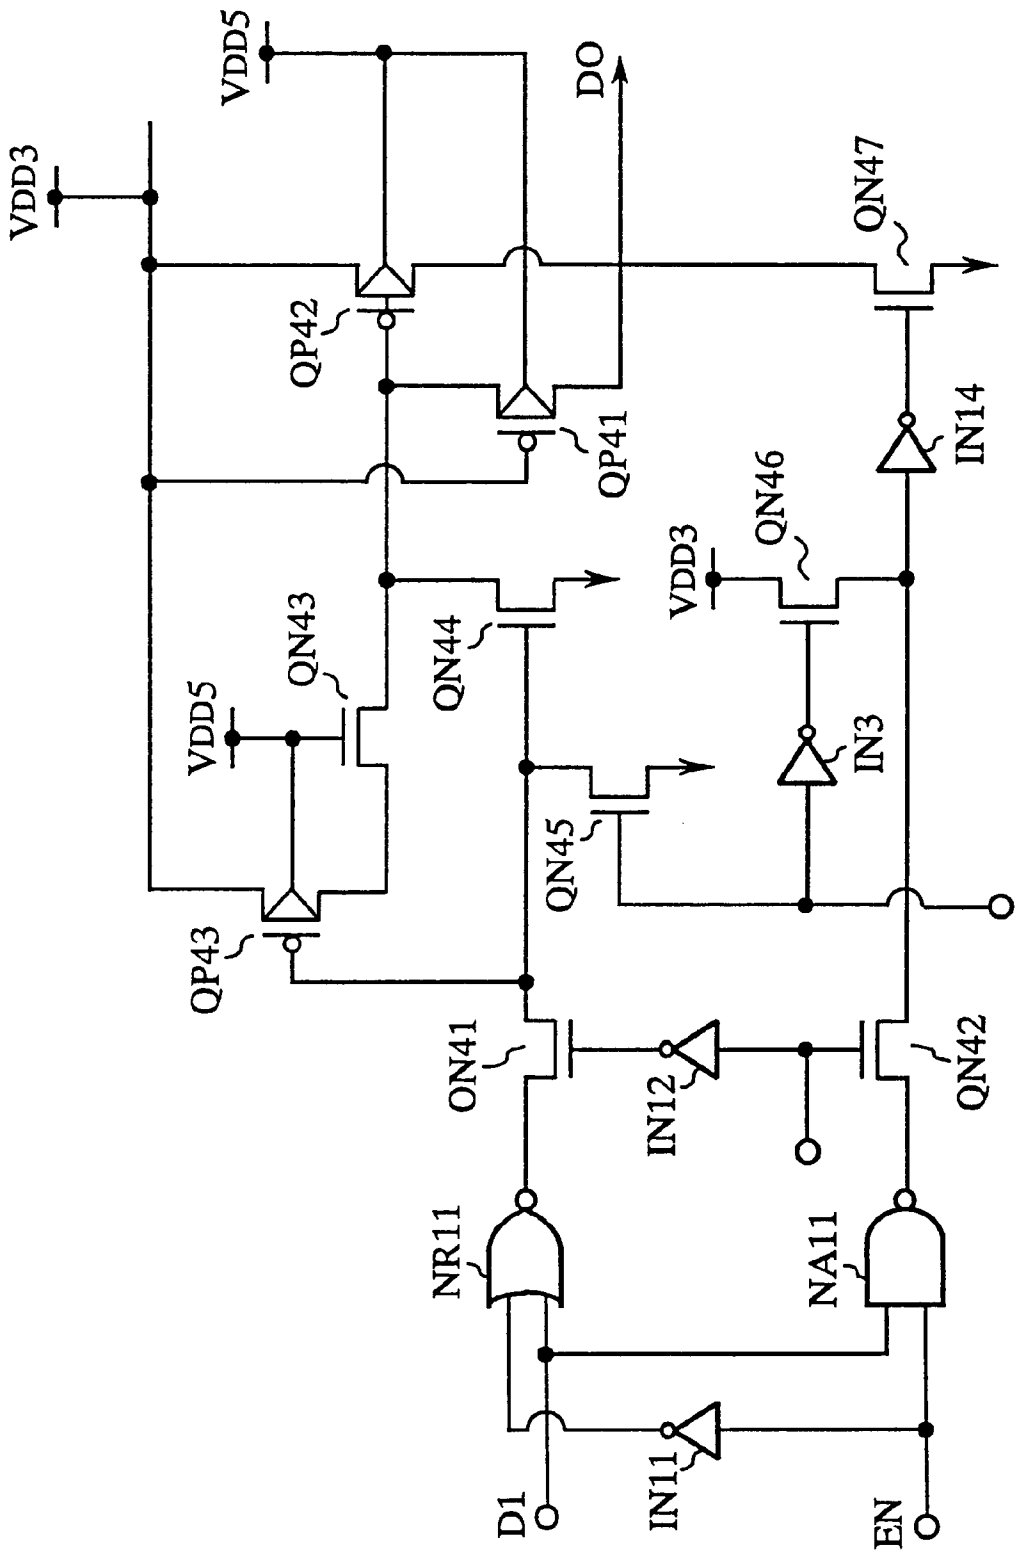 VDD3
VDD5
DO
QP42
QP41
QN47
IN14
QN43
QN44
VDD3
QN46
VDD5
QN45
IN3
QP43
ON41
IN12
QN42
NR11
NA11
D1
IN11
EN